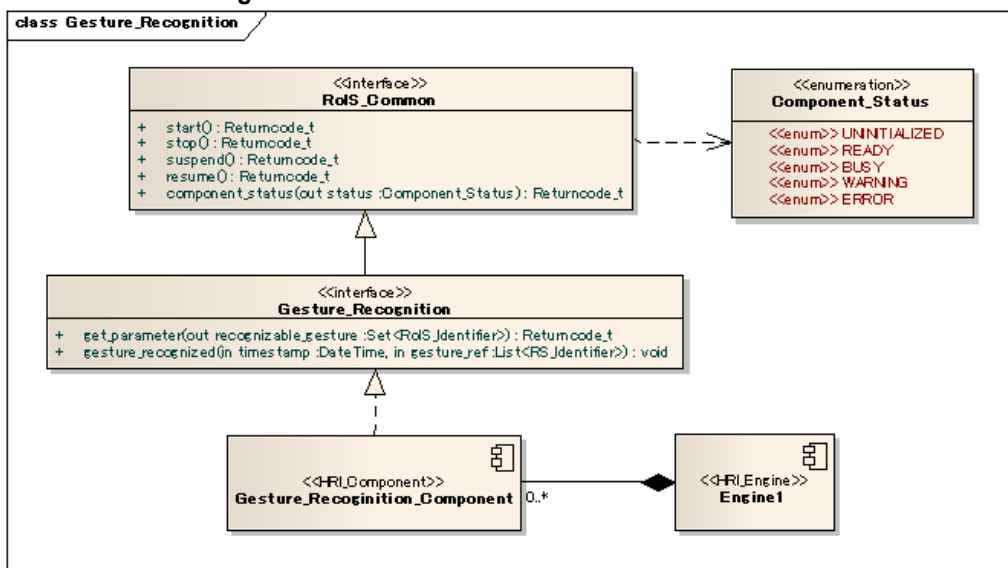 class Gesture_Recognition
<<interface>>
RoIS_Common
+ start() : Returncode_t
+ stop() : Returncode_t
+ suspend() : Returncode_t
+ resume() : Returncode_t
+ component_status(out status :Component_Status) : Returncode_t
<<enumeration>>
Component_Status
<<enum>> UNINITIALIZED
<<enum>> READY
<<enum>> BUSY
<<enum>> WARNING
<<enum>> ERROR
<<interface>>
Gesture_Recognition
+ get_parameter(out recognizable_gesture :Set<RoIS_Identifier>) : Returncode_t
+ gesture_recognized(in timestamp :DateTime, in gesture_ref :List<RS_Identifier>) : void
<<HRI_Component>>
Gesture_Recoginition_Component
0..*
<<HRI_Engine>>
Engine1